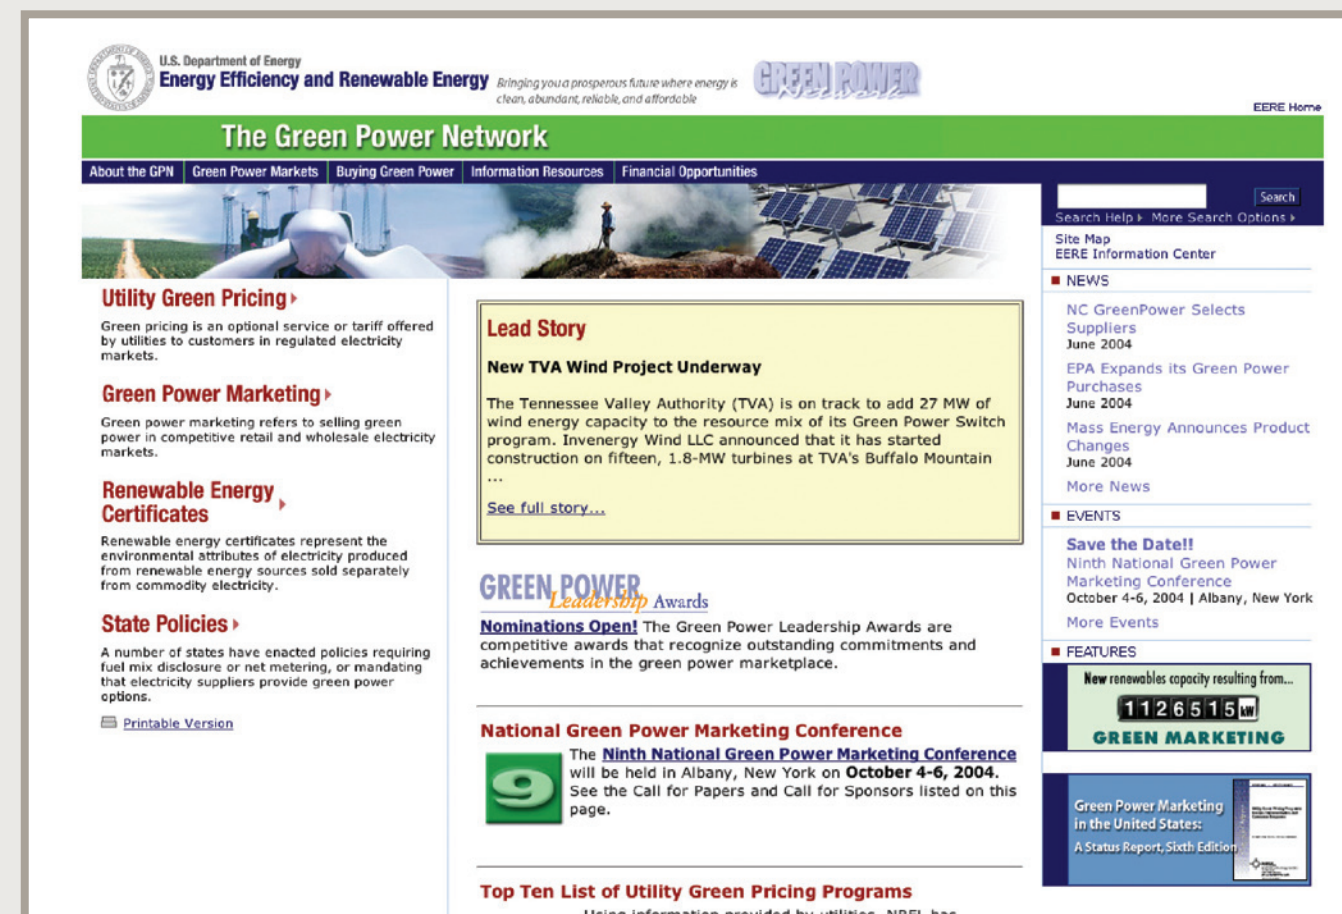 U.S. Department of Energy
Energy Efficiency and Renewable Energy
Bringing you a prosperous future where energy is
clean, abundant, reliable, and affordable
GREEN POWER
Network
EERE Home
The Green Power Network
About the GPN
Green Power Markets
Buying Green Power
Information Resources
Financial Opportunities
Search
Search Help
More Search Options
Site Map
EERE Information Center
Utility Green Pricing
Green pricing is an optional service or tariff offered
by utilities to customers in regulated electricity
markets.
Green Power Marketing
Green power marketing refers to selling green
power in competitive retail and wholesale electricity
markets.
Renewable Energy
Certificates
Renewable energy certificates represent the
environmental attributes of electricity produced
from renewable energy sources sold separately
from commodity electricity.
State Policies
A number of states have enacted policies requiring
fuel mix disclosure or net metering, or mandating
that electricity suppliers provide green power
options.
Printable Version
Lead Story
New TVA Wind Project Underway
The Tennessee Valley Authority (TVA) is on track to add 27 MW of
wind energy capacity to the resource mix of its Green Power Switch
program. Invenergy Wind LLC announced that it has started
construction on fifteen, 1.8-MW turbines at TVA's Buffalo Mountain
...
See full story...
GREEN POWER
Leadership Awards
Nominations Open! The Green Power Leadership Awards are
competitive awards that recognize outstanding commitments and
achievements in the green power marketplace.
National Green Power Marketing Conference
9
The Ninth National Green Power Marketing Conference
will be held in Albany, New York on October 4-6, 2004.
See the Call for Papers and Call for Sponsors listed on this
page.
Top Ten List of Utility Green Pricing Programs
Using information provided by utilities, NREL has
NEWS
NC GreenPower Selects
Suppliers
June 2004
EPA Expands its Green Power
Purchases
June 2004
Mass Energy Announces Product
Changes
June 2004
More News
EVENTS
Save the Date!!
Ninth National Green Power
Marketing Conference
October 4-6, 2004 | Albany, New York
More Events
FEATURES
New renewables capacity resulting from...
1126515 kW
GREEN MARKETING
Green Power Marketing
in the United States:
A Status Report, Sixth Edition